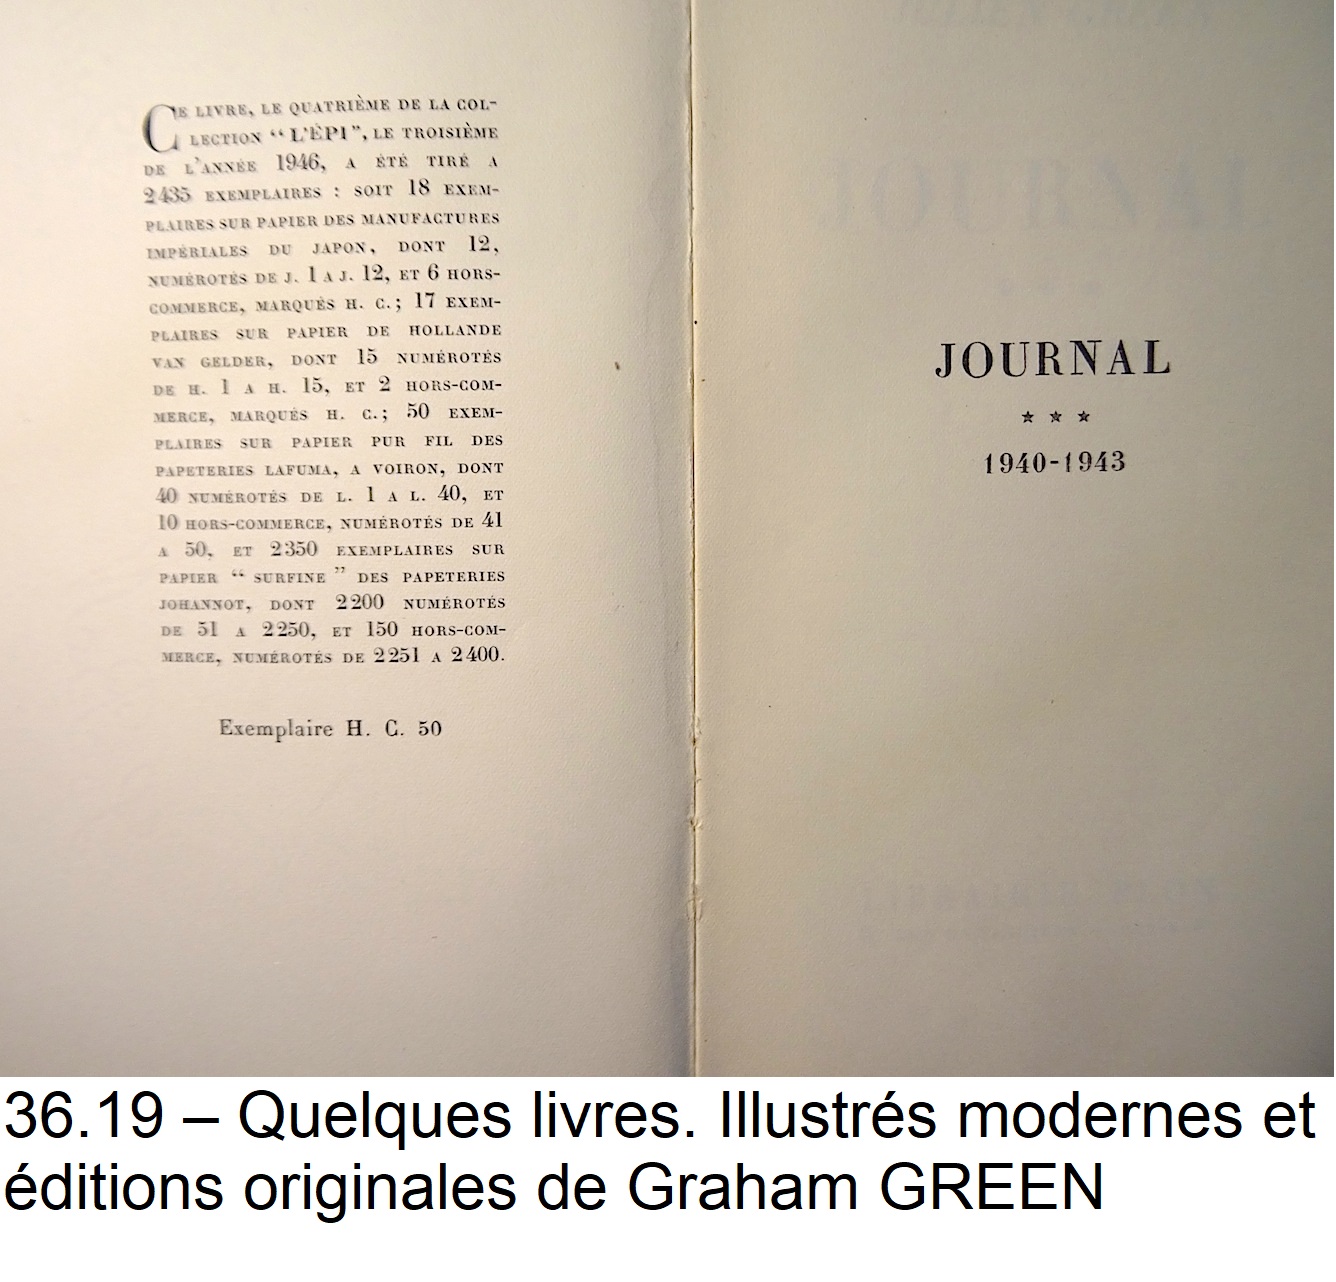 CE LIVRE, LE QUATRIÈME DE LA COL-
LECTION “L'ÉPI”, LE TROISIÈME
DE L'ANNÉE 1946, A ÉTÉ TIRÉ A
2435 EXEMPLAIRES : SOIT 18 EXEM-
PLAIRES SUR PAPIER DES MANUFACTURES
IMPÉRIALES DU JAPON, DONT 12,
NUMÉROTÉS DE J. 1 A J. 12, ET 6 HORS-
COMMERCE, MARQUÉS H. C.; 17 EXEM-
PLAIRES SUR PAPIER DE HOLLANDE
VAN GELDER, DONT 15 NUMÉROTÉS
DE H. 1 A H. 15, ET 2 HORS-COM-
MERCE, MARQUÉS H. C.; 50 EXEM-
PLAIRES SUR PAPIER PUR FIL DES
PAPETERIES LAFUMA, A VOIRON, DONT
40 NUMÉROTÉS DE L. 1 A L. 40, ET
10 HORS-COMMERCE, NUMÉROTÉS DE 41
A 50, ET 2350 EXEMPLAIRES SUR
PAPIER “ SURFINE ” DES PAPETERIES
JOHANNOT, DONT 2200 NUMÉROTÉS
DE 51 A 2250, ET 150 HORS-COM-
MERCE, NUMÉROTÉS DE 2251 A 2400.
Exemplaire H. C. 50
JOURNAL
★ ★ ★
1940-1943
36.19 – Quelques livres. Illustrés modernes et
éditions originales de Graham GREEN